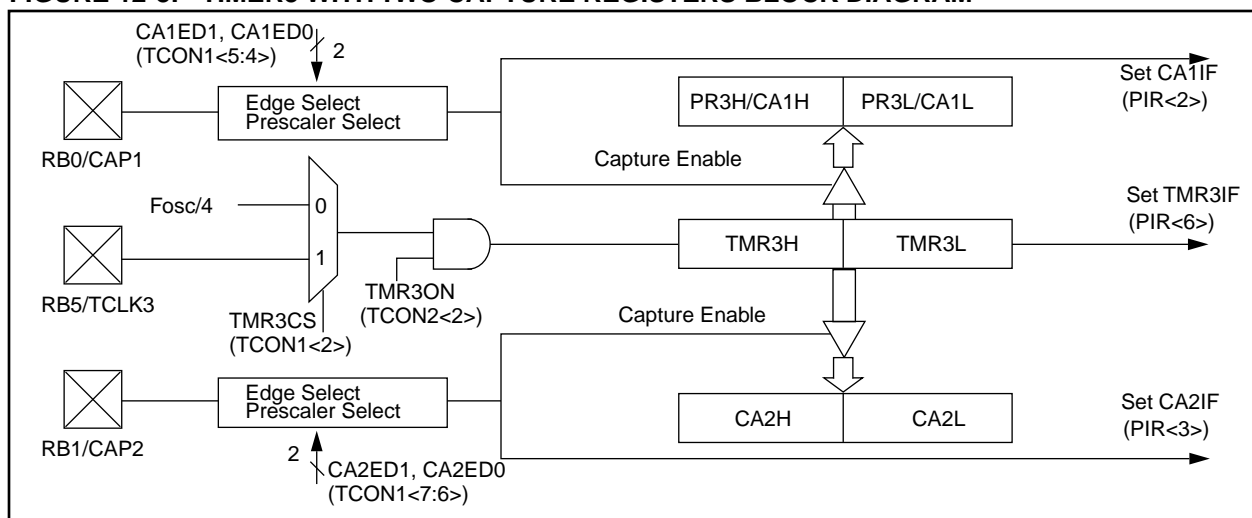 CA1ED1, CA1ED0
(TCON1<5:4>)
2
Set CA1IF
(PIR<2>)
Edge Select
Prescaler Select
PR3H/CA1H
PR3L/CA1L
RB0/CAP1
Capture Enable
Fosc/4
0
Set TMR3IF
(PIR<6>)
1
TMR3H
TMR3L
RB5/TCLK3
TMR3ON
(TCON2<2>)
TMR3CS
(TCON1<2>)
Capture Enable
Edge Select
Prescaler Select
CA2H
CA2L
Set CA2IF
(PIR<3>)
RB1/CAP2
2
CA2ED1, CA2ED0
(TCON1<7:6>)